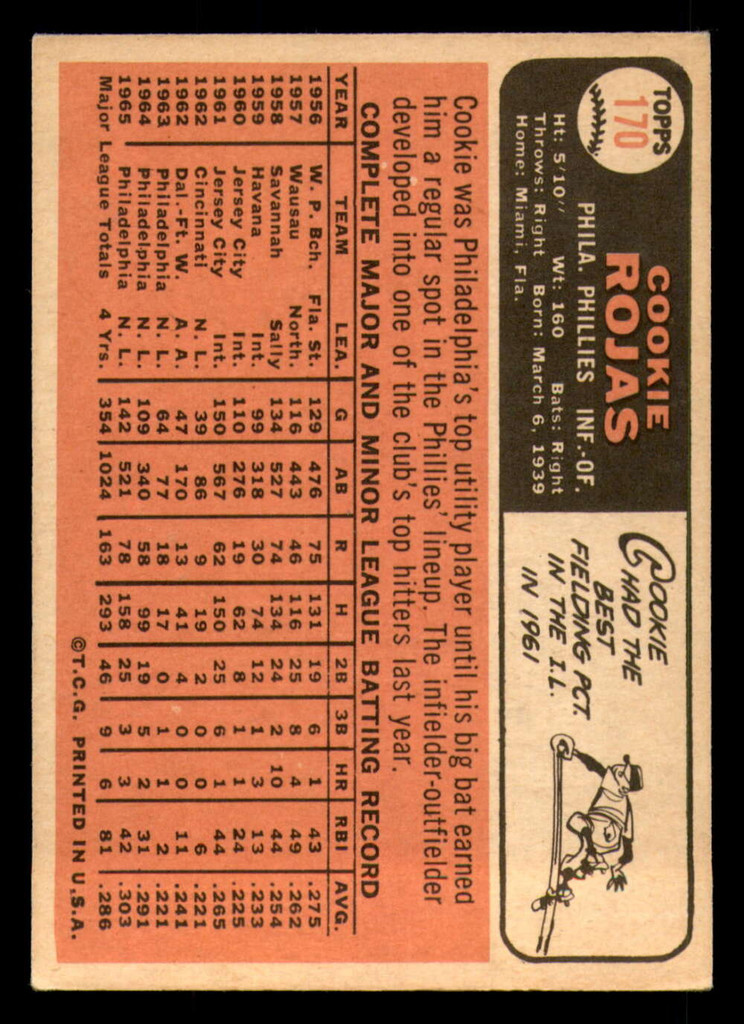 TOPPS
170
COOKIE
ROJAS
PHILA. PHILLIES INF.-OF.
Ht: 5/10" Wt: 160 Bats: Right
Throws: Right Born: March 6, 1939
Home: Miami, Fla.
COOKIE
HAD THE
BEST
FIELDING PCT.
IN THE I.L.
IN 1961
Cookie was Philadelphia's top utility player until his big bat earned
him a regular spot in the Phillies' lineup. The infielder-outfielder
developed into one of the club's top hitters last year.
COMPLETE MAJOR AND MINOR LEAGUE BATTING RECORD
YEAR TEAM LEA. G AB R H 2B 3B HR RBI AVG.
1956 W. P. Bch. Fla. St. 129 476 75 131 19 6 1 43 .275
1957 Wausau North. 116 443 46 116 25 8 4 49 .262
1958 Savannah Sally 134 527 74 134 24 2 10 44 .254
1959 Havana Int. 99 318 30 74 12 1 3 13 .233
1960 Jersey City Int. 110 276 19 62 8 1 1 24 .225
1961 Jersey City Int. 150 567 62 150 25 6 1 44 .265
1962 Cincinnati N. L. 39 86 9 19 2 0 0 6 .221
1962 Dal.-Ft. W. A. A. 47 170 13 41 4 0 0 11 .241
1963 Philadelphia N. L. 64 77 18 17 0 1 1 2 .221
1964 Philadelphia N. L. 109 340 58 99 19 5 2 31 .291
1965 Philadelphia N. L. 142 521 78 158 25 3 3 42 .303
Major League Totals 4 Yrs. 354 1024 163 293 46 9 6 81 .286
©T.C.G. PRINTED IN U.S.A.